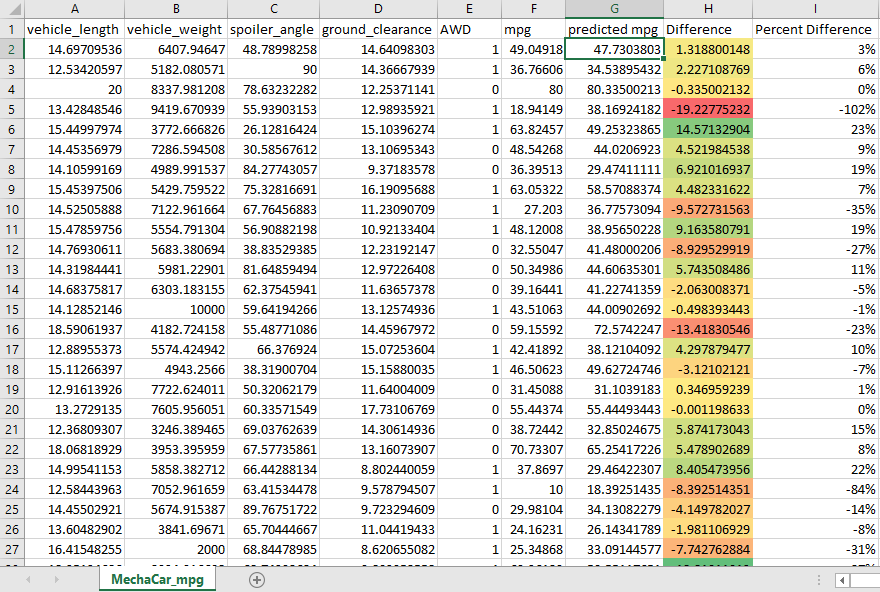 A B C D E F G H I
1 vehicle_length vehicle_weight spoiler_angle ground_clearance AWD mpg predicted mpg Difference Percent Difference
2 14.69709536 6407.94647 48.78998258 14.64098303 1 49.04918 47.7303803 1.318800148 3%
3 12.53420597 5182.080571 90 14.36667939 1 36.76606 34.53895432 2.227108769 6%
4 20 8337.981208 78.63232282 12.25371141 0 80 80.33500213 -0.335002132 0%
5 13.42848546 9419.670939 55.93903153 12.98935921 1 18.94149 38.16924182 -19.22775232 -102%
6 15.44997974 3772.666826 26.12816424 15.10396274 1 63.82457 49.25323865 14.57132904 23%
7 14.45356979 7286.594508 30.58567612 13.10695343 0 48.54268 44.0206923 4.521984538 9%
8 14.10599169 4989.991537 84.27743057 9.37183578 0 36.39513 29.47411111 6.921016937 19%
9 15.45397506 5429.759522 75.32816691 16.19095688 1 63.05322 58.57088374 4.482331622 7%
10 14.52505888 7122.961664 67.76456883 11.23090709 1 27.203 36.77573094 -9.572731563 -35%
11 15.47859756 5554.791304 56.90882198 10.92133404 1 48.12008 38.95650228 9.163580791 19%
12 14.76930611 5683.380694 38.83529385 12.23192147 0 32.55047 41.48000206 -8.929529919 -27%
13 14.31984441 5981.22901 81.64859494 12.97226408 0 50.34986 44.60635301 5.743508486 11%
14 14.68375817 6303.183155 62.37545941 11.63657378 0 39.16441 41.22741359 -2.063008371 -5%
15 14.12852146 10000 59.64194266 13.12574936 1 43.51063 44.00902692 -0.498393443 -1%
16 18.59061937 4182.724158 55.48771086 14.45967972 0 59.15592 72.5742247 -13.41830546 -23%
17 12.88955373 5574.424942 66.376924 15.07253604 1 42.41892 38.12104092 4.297879477 10%
18 15.11266397 4943.2566 38.31900704 15.15880035 1 46.50623 49.62724746 -3.12102121 -7%
19 12.91613926 7722.624011 50.32062179 11.64004009 0 31.45088 31.1039183 0.346959239 1%
20 13.2729135 7605.956051 60.33571549 17.73106769 0 55.44374 55.44493443 -0.001198633 0%
21 12.36809307 3246.389465 69.03762639 14.30614936 0 38.72442 32.85024675 5.874173043 15%
22 18.06818929 3953.395959 67.57735861 13.16073907 0 70.73307 65.25417226 5.478902689 8%
23 14.99541153 5858.382712 66.44288134 8.802440059 1 37.8697 29.46422307 8.405473956 22%
24 12.58443963 7052.961659 63.41534478 9.578794507 1 10 18.39251435 -8.392514351 -84%
25 14.45502921 5674.915387 89.76751722 9.723294609 0 29.98104 34.13082279 -4.149782027 -14%
26 13.60482902 3841.69671 65.70444667 11.04419433 1 24.16231 26.14341789 -1.981106929 -8%
27 16.41548255 2000 68.84478985 8.620655082 1 25.34868 33.09144577 -7.742762884 -31%
MechaCar_mpg